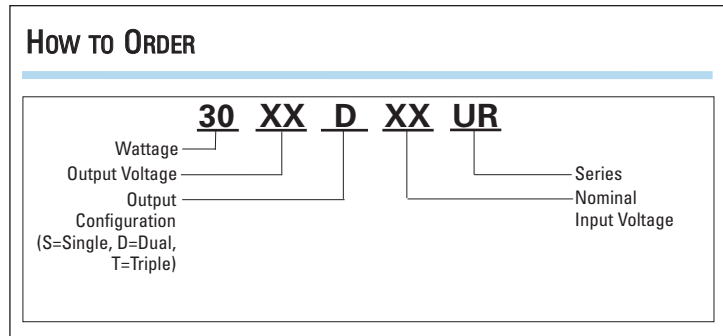 HOW TO ORDER
30 XX D XX UR
Wattage
Output Voltage
Output
Configuration
(S=Single, D=Dual,
T=Triple)
Series
Nominal
Input Voltage